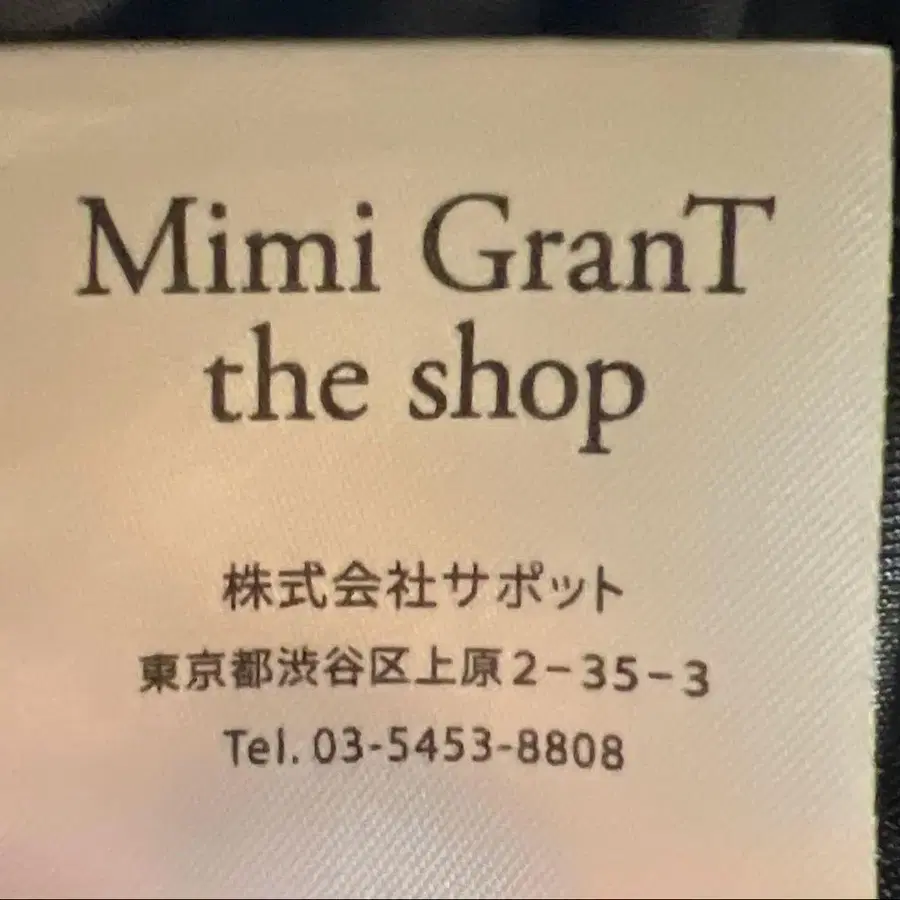 Mimi GranT
the shop
株式会社サポット
東京都渋谷区上原2-35-3
Tel. 03-5453-8808